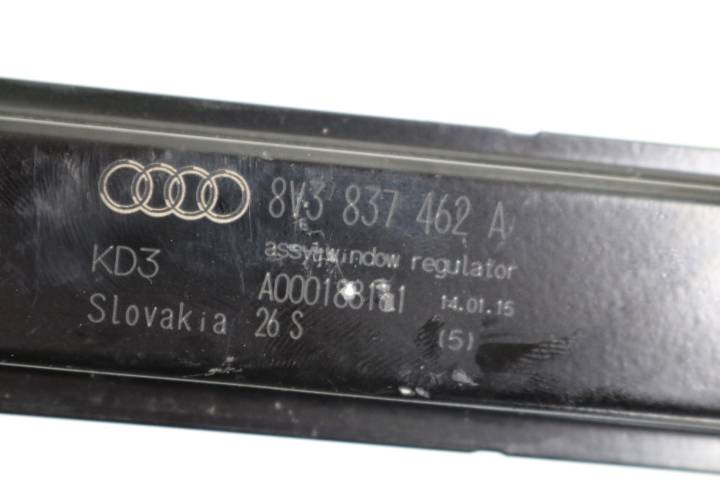 8V3 837 462 A
assy window regulator
KD3
14.01.15
Slovakia 26 S
(5)